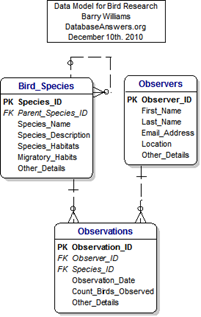 Data Model for Bird Research
Barry Williams
DatabaseAnswers.org
December 10th. 2010
Bird_Species
PK Species_ID
FK Parent_Species_ID
Species_Name
Species_Description
Species_Habitats
Migratory_Habits
Other_Details
Observers
PK Observer_ID
First_Name
Last_Name
Email_Address
Location
Other_Details
Observations
PK Observation_ID
FK Observer_ID
FK Species_ID
Observation_Date
Count_Birds_Observed
Other_Details